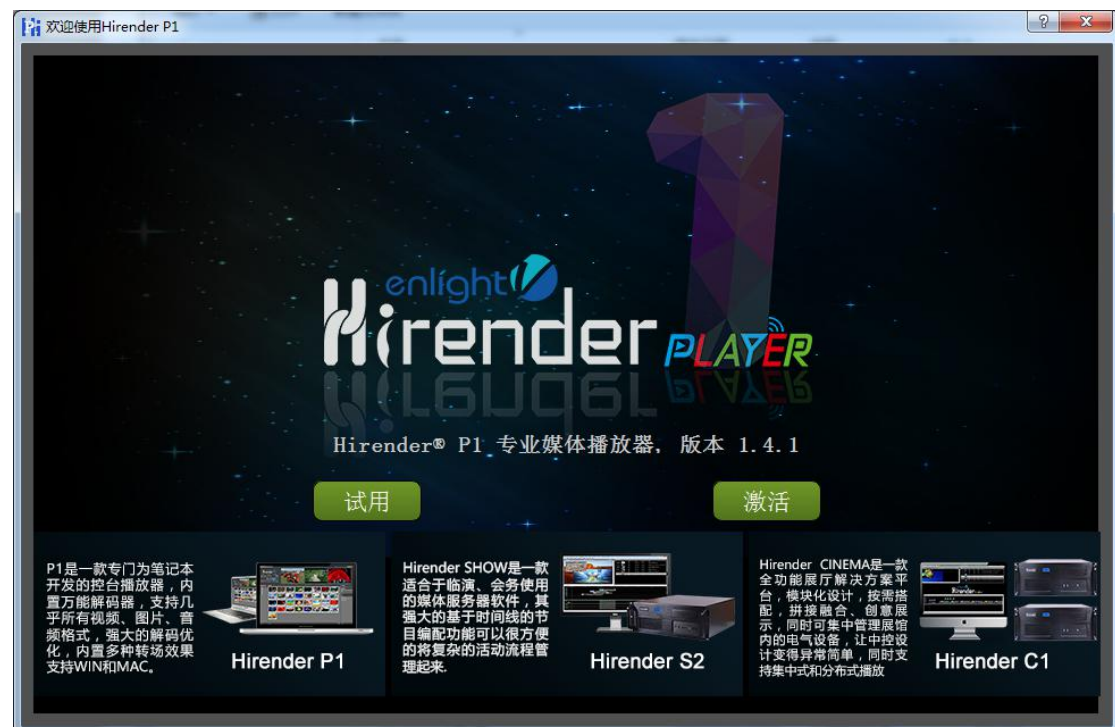 欢迎使用Hirender P1
1
enlight
Hirender PLAYER
Hirender® P1 专业媒体播放器, 版本 1.4.1
试用
激活
P1是一款专门为笔记本
开发的控台播放器，内
置万能解码器，支持几
乎所有视频、图片、音
频格式，强大的解码优
化，内置多种转场效果
支持WIN和MAC。
Hirender P1
Hirender SHOW是一款
适合于临演、会务使用
的媒体服务器软件，其
强大的基于时间线的节
目编配功能可以很方便
的将复杂的活动流程管
理起来.
Hirender S2
Hirender CINEMA是一款
全功能展厅解决方案平
台，模块化设计，按需搭
配，拼接融合、创意展
示，同时可集中管理展馆
内的电气设备，让中控设
计变得异常简单，同时支
持集中式和分布式播放
Hirender C1